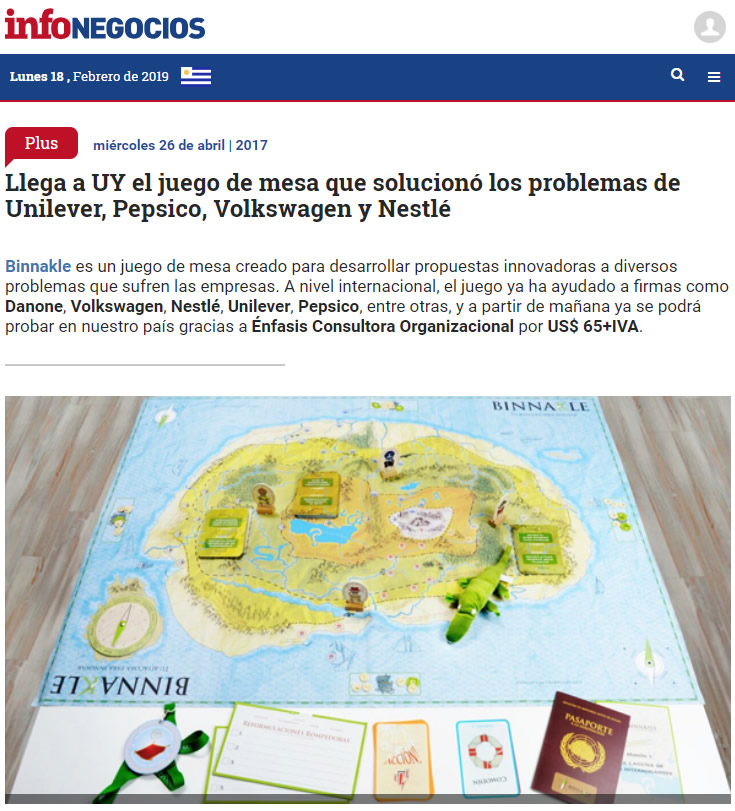 infoNEGOCIOS
Lunes 18 , Febrero de 2019
Plus
miércoles 26 de abril | 2017
Llega a UY el juego de mesa que solucionó los problemas de
Unilever, Pepsico, Volkswagen y Nestlé
Binnakle es un juego de mesa creado para desarrollar propuestas innovadoras a diversos
problemas que sufren las empresas. A nivel internacional, el juego ya ha ayudado a firmas como
Danone, Volkswagen, Nestlé, Unilever, Pepsico, entre otras, y a partir de mañana ya se podrá
probar en nuestro país gracias a Énfasis Consultora Organizacional por US$ 65+IVA.
BINNAKLE
BINNAKLE
REFORMULACIONES ROMPEDORAS
1.
2.
3.
ACCIÓN
COMODÍN
PASAPORTE
BINNAKLE